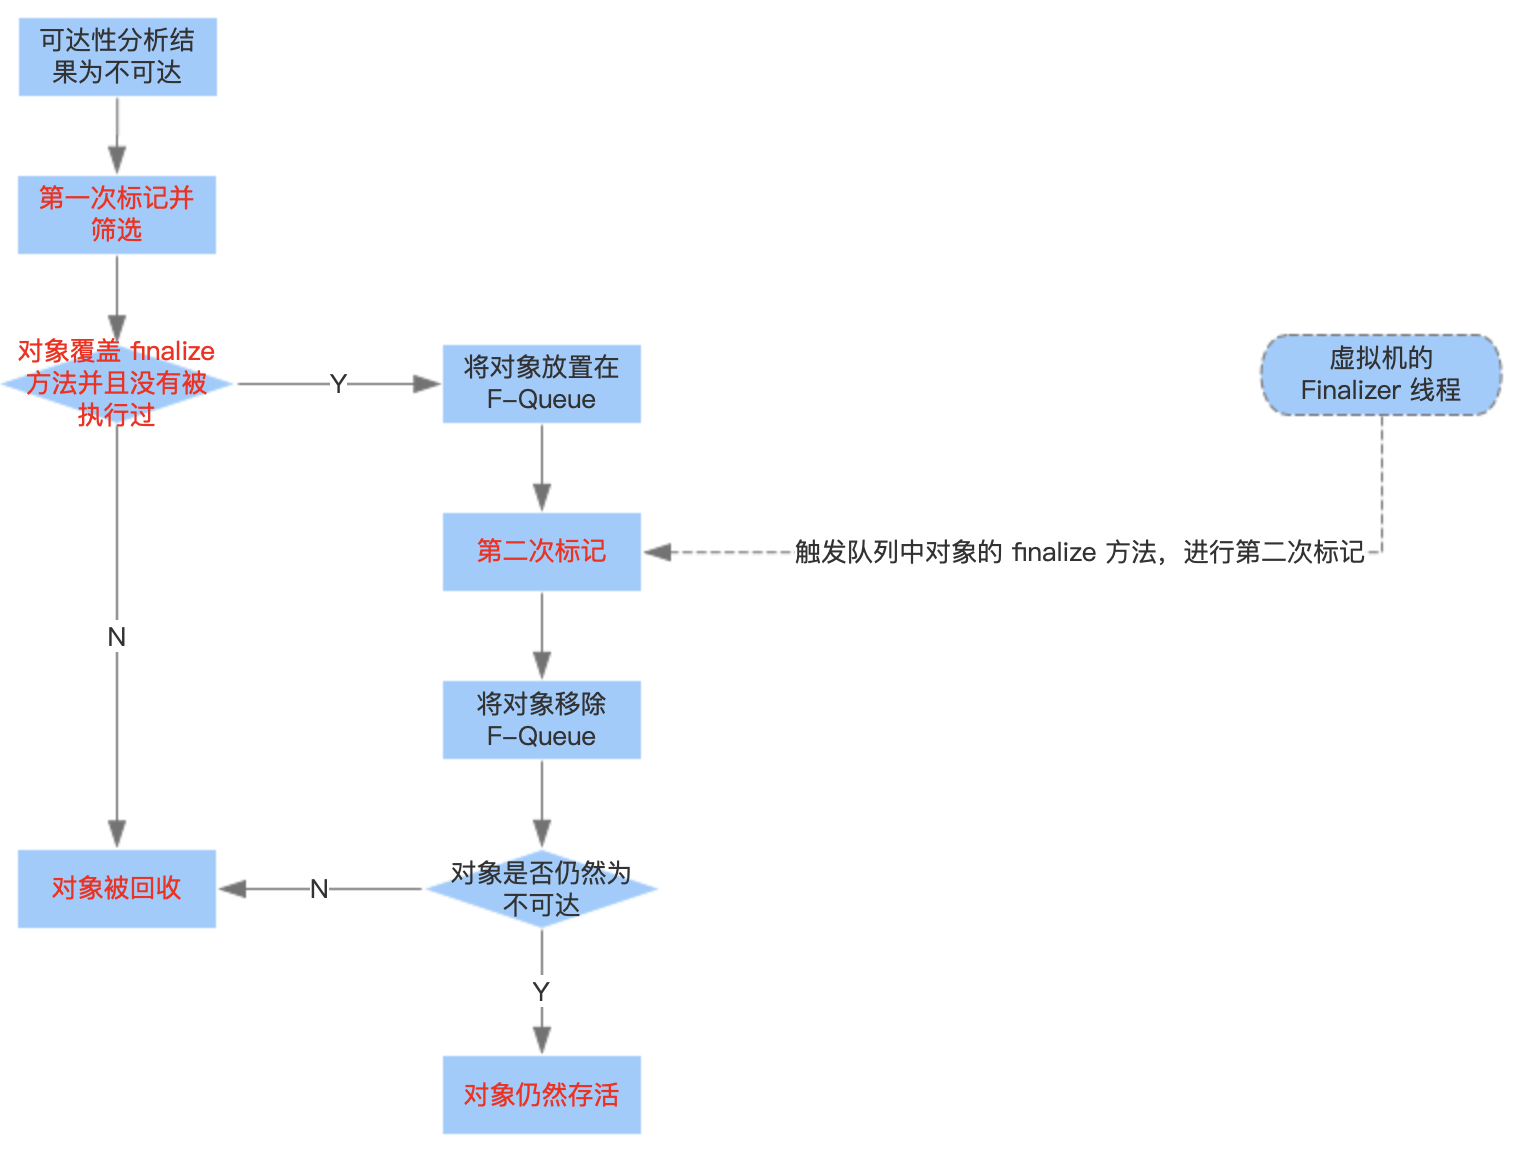 可达性分析结
果为不可达
第一次标记并
筛选
对象覆盖 finalize
方法并且没有被
执行过
Y
将对象放置在
F-Queue
虚拟机的
Finalizer 线程
第二次标记
触发队列中对象的 finalize 方法，进行第二次标记
N
将对象移除
F-Queue
对象被回收
N
对象是否仍然为
不可达
Y
对象仍然存活